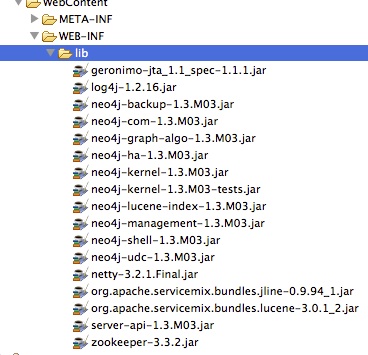 WebContent
META-INF
WEB-INF
lib
geronimo-jta_1.1_spec-1.1.1.jar
log4j-1.2.16.jar
neo4j-backup-1.3.M03.jar
neo4j-com-1.3.M03.jar
neo4j-graph-algo-1.3.M03.jar
neo4j-ha-1.3.M03.jar
neo4j-kernel-1.3.M03.jar
neo4j-kernel-1.3.M03-tests.jar
neo4j-lucene-index-1.3.M03.jar
neo4j-management-1.3.M03.jar
neo4j-shell-1.3.M03.jar
neo4j-udc-1.3.M03.jar
netty-3.2.1.Final.jar
org.apache.servicemix.bundles.jline-0.9.94_1.jar
org.apache.servicemix.bundles.lucene-3.0.1_2.jar
server-api-1.3.M03.jar
zookeeper-3.3.2.jar